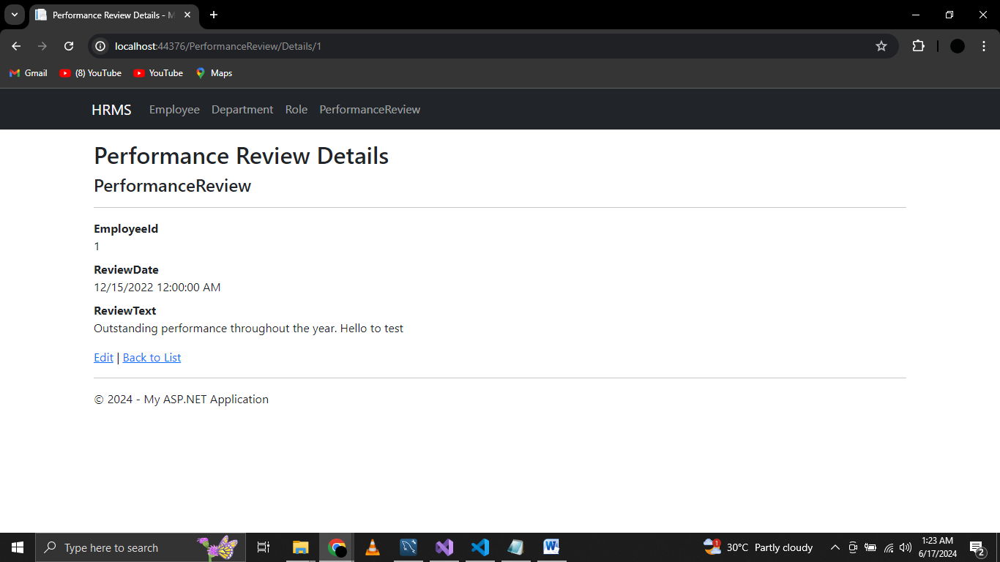 Performance Review Details - M
localhost:44376/PerformanceReview/Details/1
Gmail (8) YouTube YouTube Maps
HRMS Employee Department Role PerformanceReview
Performance Review Details
PerformanceReview
EmployeeId
1
ReviewDate
12/15/2022 12:00:00 AM
ReviewText
Outstanding performance throughout the year. Hello to test
Edit | Back to List
© 2024 - My ASP.NET Application
Type here to search
1
30°C Partly cloudy
1:23 AM
6/17/2024
2